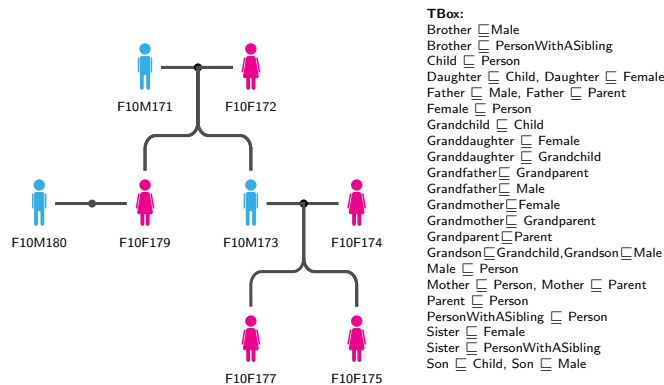 F10M171
F10F172
F10M180
F10F179
F10M173
F10F174
F10F177
F10F175
TBox:
Brother ⊑Male
Brother ⊑ PersonWithASibling
Child ⊑ Person
Daughter ⊑ Child, Daughter ⊑ Female
Father ⊑ Male, Father ⊑ Parent
Female ⊑ Person
Grandchild ⊑ Child
Granddaughter ⊑ Female
Granddaughter ⊑ Grandchild
Grandfather⊑ Grandparent
Grandfather⊑ Male
Grandmother⊑Female
Grandmother⊑ Grandparent
Grandparent⊑Parent
Grandson⊑Grandchild,Grandson⊑Male
Male ⊑ Person
Mother ⊑ Person, Mother ⊑ Parent
Parent ⊑ Person
PersonWithASibling ⊑ Person
Sister ⊑ Female
Sister ⊑ PersonWithASibling
Son ⊑ Child, Son ⊑ Male